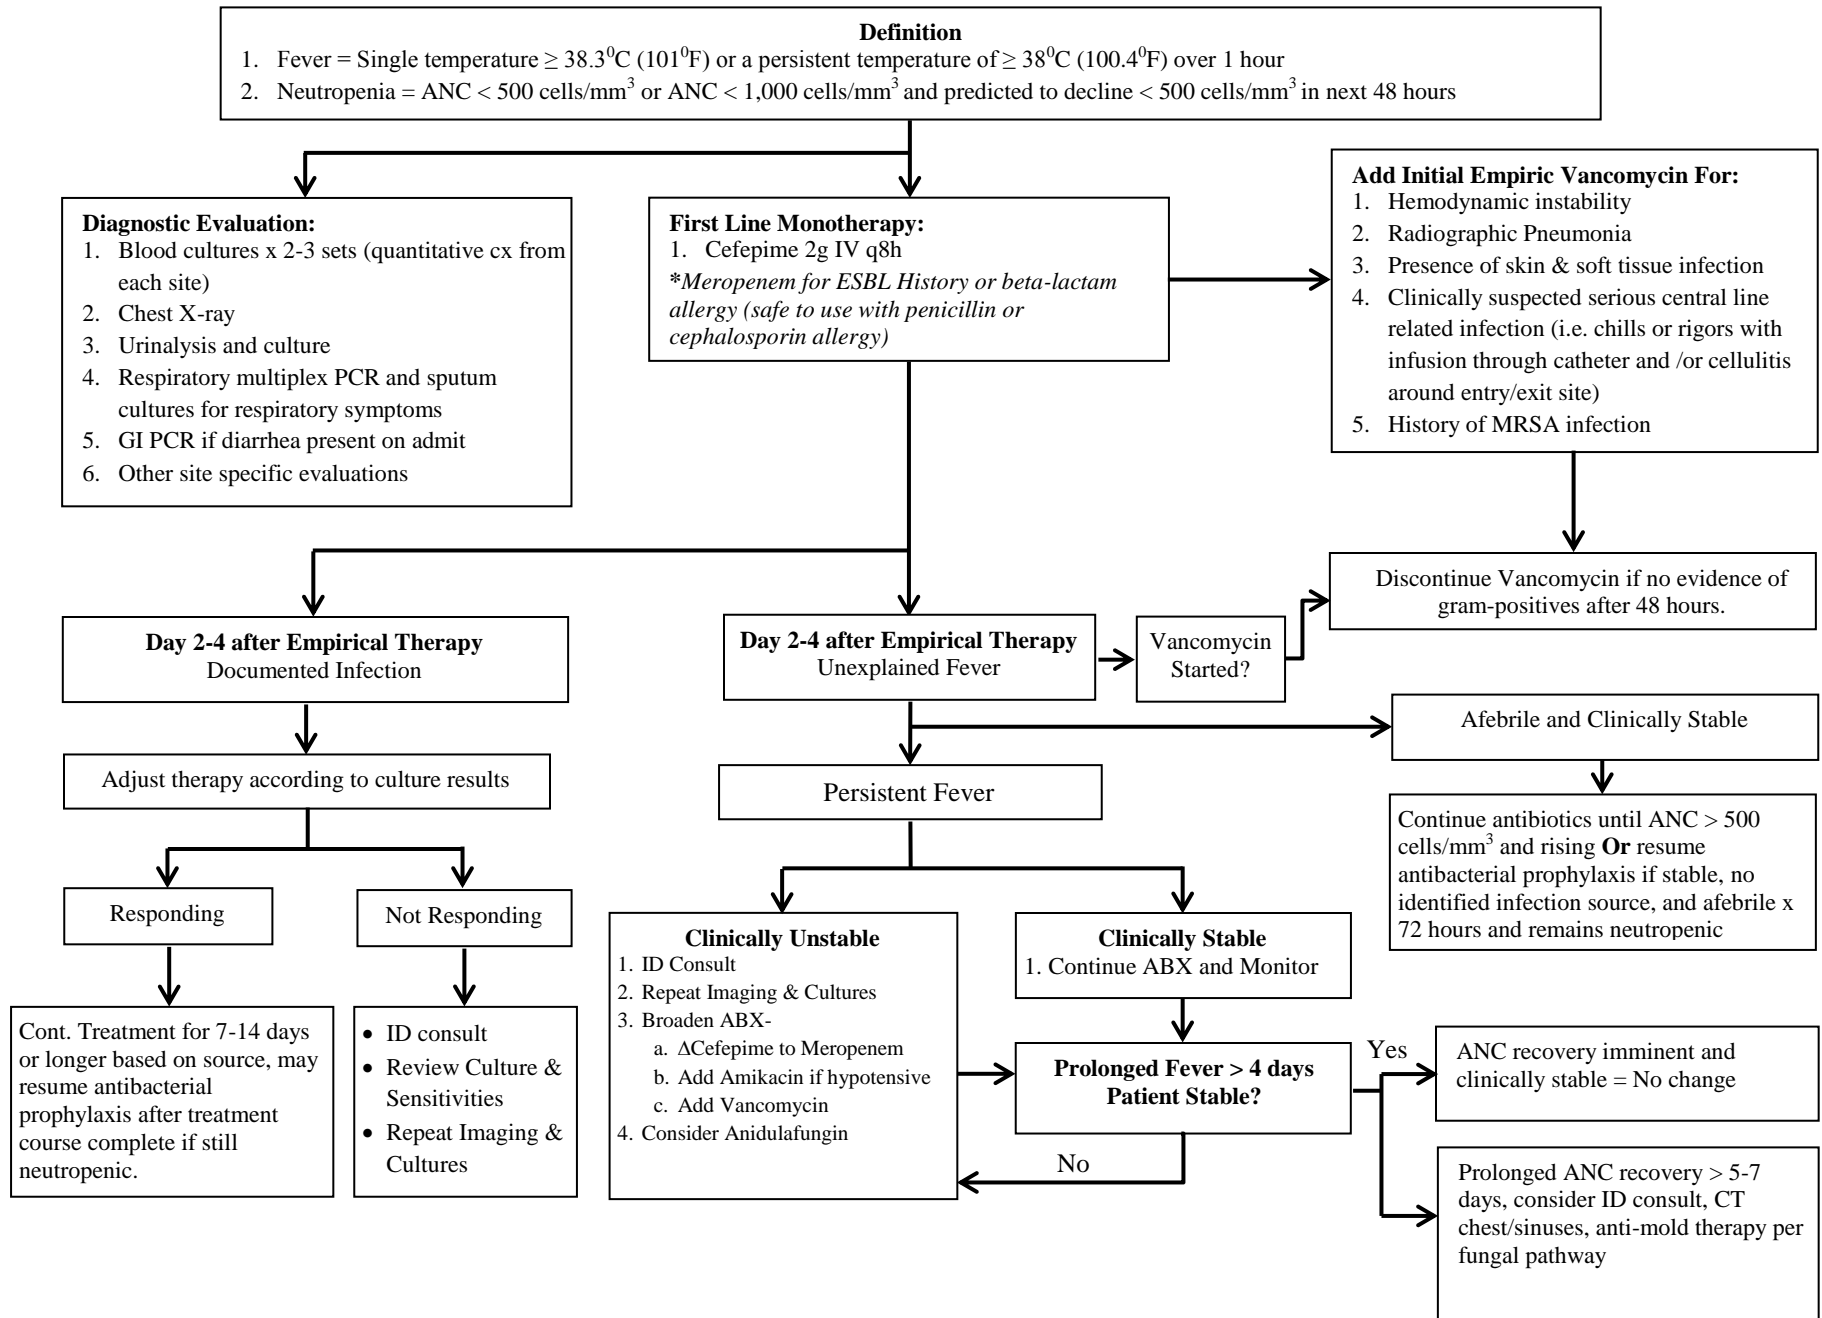 Definition
1. Fever = Single temperature ≥ 38.3⁰C (101⁰F) or a persistent temperature of ≥ 38⁰C (100.4⁰F) over 1 hour
2. Neutropenia = ANC < 500 cells/mm³ or ANC < 1,000 cells/mm³ and predicted to decline < 500 cells/mm³ in next 48 hours
Diagnostic Evaluation:
1. Blood cultures x 2-3 sets (quantitative cx from
each site)
2. Chest X-ray
3. Urinalysis and culture
4. Respiratory multiplex PCR and sputum
cultures for respiratory symptoms
5. GI PCR if diarrhea present on admit
6. Other site specific evaluations
First Line Monotherapy:
1. Cefepime 2g IV q8h
*Meropenem for ESBL History or beta-lactam
allergy (safe to use with penicillin or
cephalosporin allergy)
Add Initial Empiric Vancomycin For:
1. Hemodynamic instability
2. Radiographic Pneumonia
3. Presence of skin & soft tissue infection
4. Clinically suspected serious central line
related infection (i.e. chills or rigors with
infusion through catheter and /or cellulitis
around entry/exit site)
5. History of MRSA infection
Discontinue Vancomycin if no evidence of
gram-positives after 48 hours.
Day 2-4 after Empirical Therapy
Documented Infection
Day 2-4 after Empirical Therapy
Unexplained Fever
Vancomycin
Started?
Afebrile and Clinically Stable
Adjust therapy according to culture results
Persistent Fever
Continue antibiotics until ANC > 500
cells/mm³ and rising Or resume
antibacterial prophylaxis if stable, no
identified infection source, and afebrile x
72 hours and remains neutropenic
Responding
Not Responding
Clinically Unstable
1. ID Consult
2. Repeat Imaging & Cultures
3. Broaden ABX-
a. ΔCefepime to Meropenem
b. Add Amikacin if hypotensive
c. Add Vancomycin
4. Consider Anidulafungin
Clinically Stable
1. Continue ABX and Monitor
Cont. Treatment for 7-14 days
or longer based on source, may
resume antibacterial
prophylaxis after treatment
course complete if still
neutropenic.
• ID consult
• Review Culture &
Sensitivities
• Repeat Imaging &
Cultures
Prolonged Fever > 4 days
Patient Stable?
Yes
No
ANC recovery imminent and
clinically stable = No change
Prolonged ANC recovery > 5-7
days, consider ID consult, CT
chest/sinuses, anti-mold therapy per
fungal pathway